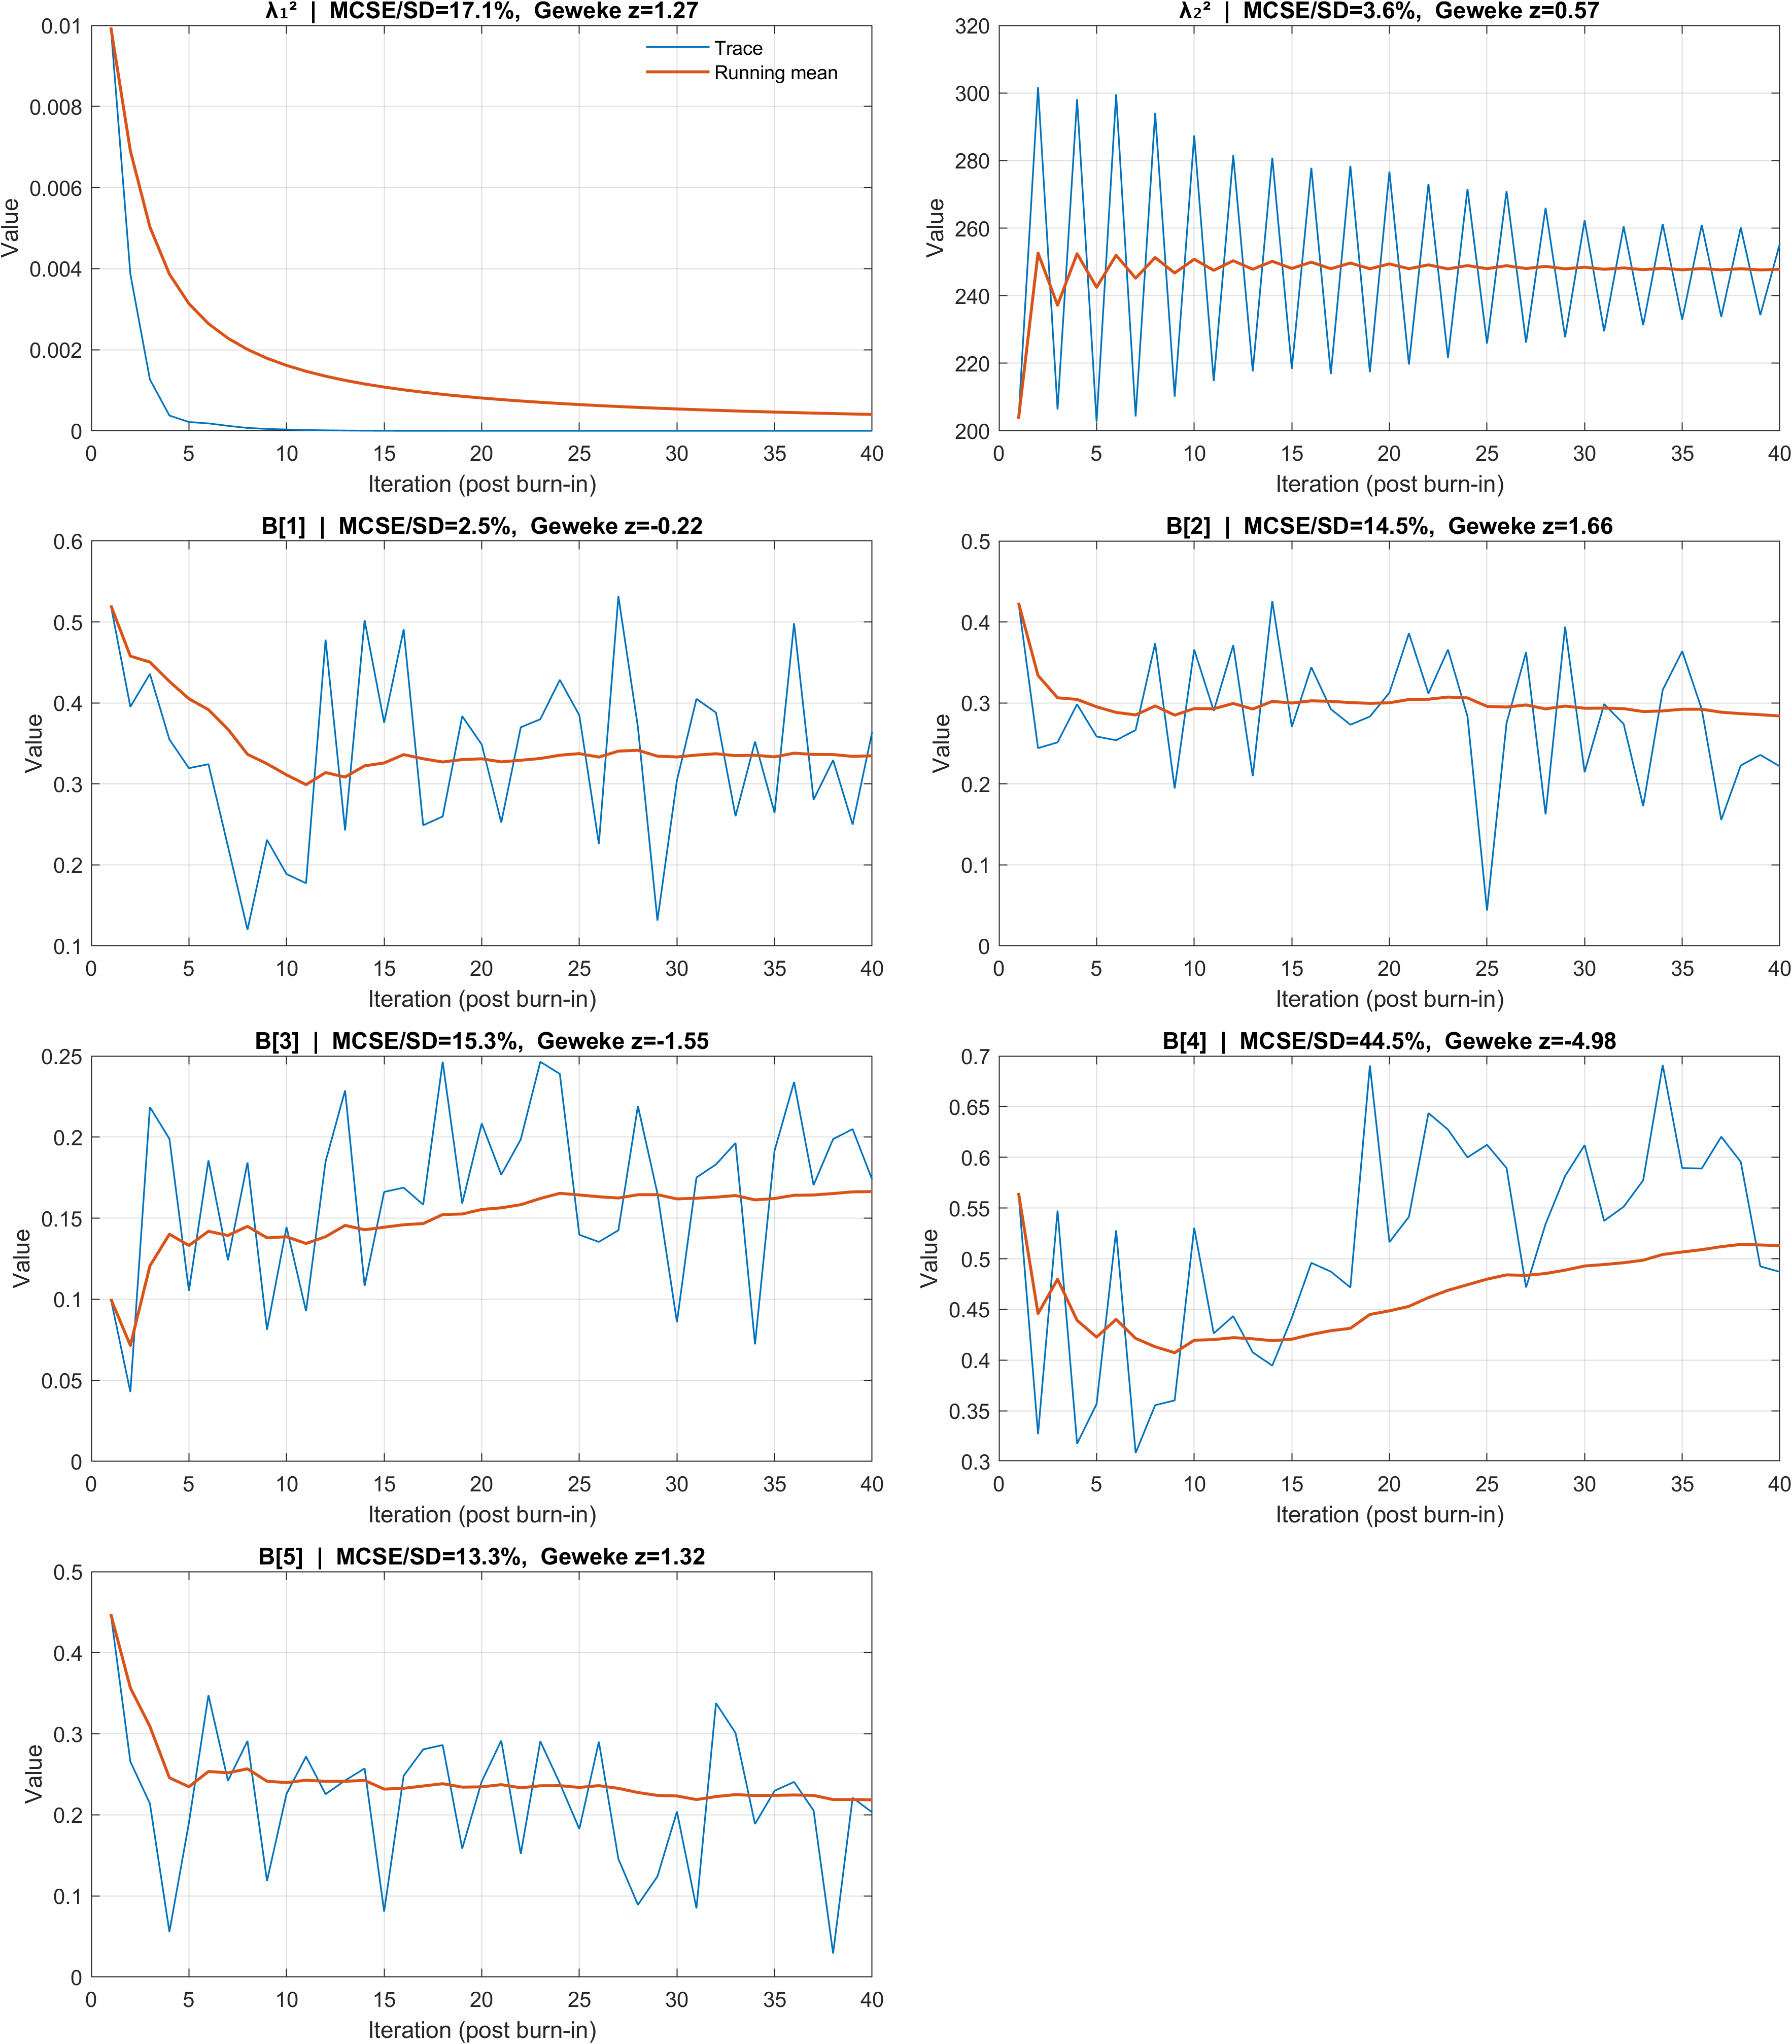 λ₁² | MCSE/SD=17.1%, Geweke z=1.27
0.01
0.008
0.006
0.004
0.002
0
Value
Trace
Running mean
0 5 10 15 20 25 30 35 40
Iteration (post burn-in)
λ₂² | MCSE/SD=3.6%, Geweke z=0.57
320
300
280
260
240
220
200
Value
0 5 10 15 20 25 30 35 40
Iteration (post burn-in)
B[1] | MCSE/SD=2.5%, Geweke z=-0.22
0.6
0.5
0.4
0.3
0.2
0.1
Value
0 5 10 15 20 25 30 35 40
Iteration (post burn-in)
B[2] | MCSE/SD=14.5%, Geweke z=1.66
0.5
0.4
0.3
0.2
0.1
0
Value
0 5 10 15 20 25 30 35 40
Iteration (post burn-in)
B[3] | MCSE/SD=15.3%, Geweke z=-1.55
0.25
0.2
0.15
0.1
0.05
0
Value
0 5 10 15 20 25 30 35 40
Iteration (post burn-in)
B[4] | MCSE/SD=44.5%, Geweke z=-4.98
0.7
0.65
0.6
0.55
0.5
0.45
0.4
0.35
0.3
Value
0 5 10 15 20 25 30 35 40
Iteration (post burn-in)
B[5] | MCSE/SD=13.3%, Geweke z=1.32
0.5
0.4
0.3
0.2
0.1
0
Value
0 5 10 15 20 25 30 35 40
Iteration (post burn-in)